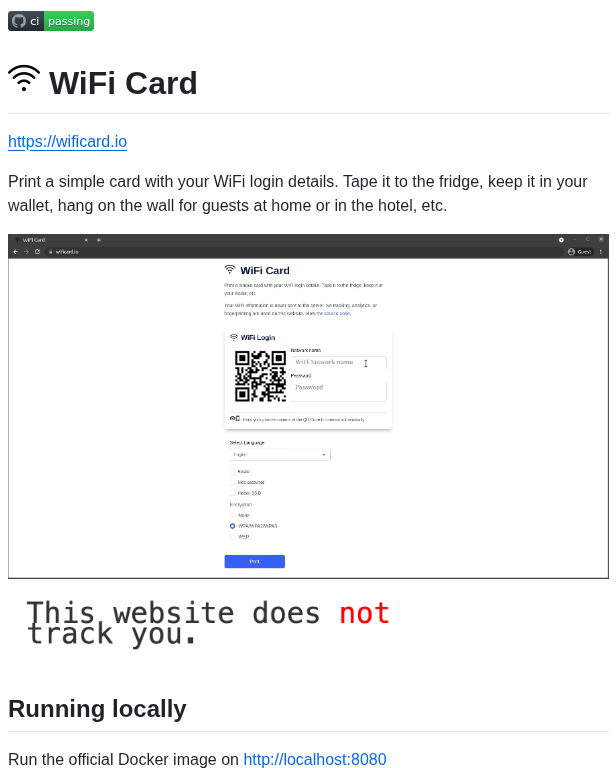 ci passing
WiFi Card
https://wificard.io
Print a simple card with your WiFi login details. Tape it to the fridge, keep it in your
wallet, hang on the wall for guests at home or in the hotel, etc.
WiFi Card
wificard.io
Guest
WiFi Card
Print a simple card with your WiFi login details. Tape it to the fridge, keep it in
your wallet, etc.
Your WiFi information is never sent to the server. No tracking, analytics, or
fingerprinting are used on this website. View the source code.
WiFi Login
Network name
WiFi Network name
Password
Password
Point your phone's camera at the QR Code to connect automatically
Select Language
English
Rotate
Hide password
Hidden SSID
Encryption
None
WPA/WPA2/WPA3
WEP
Print
This website does not
track you.
Running locally
Run the official Docker image on http://localhost:8080